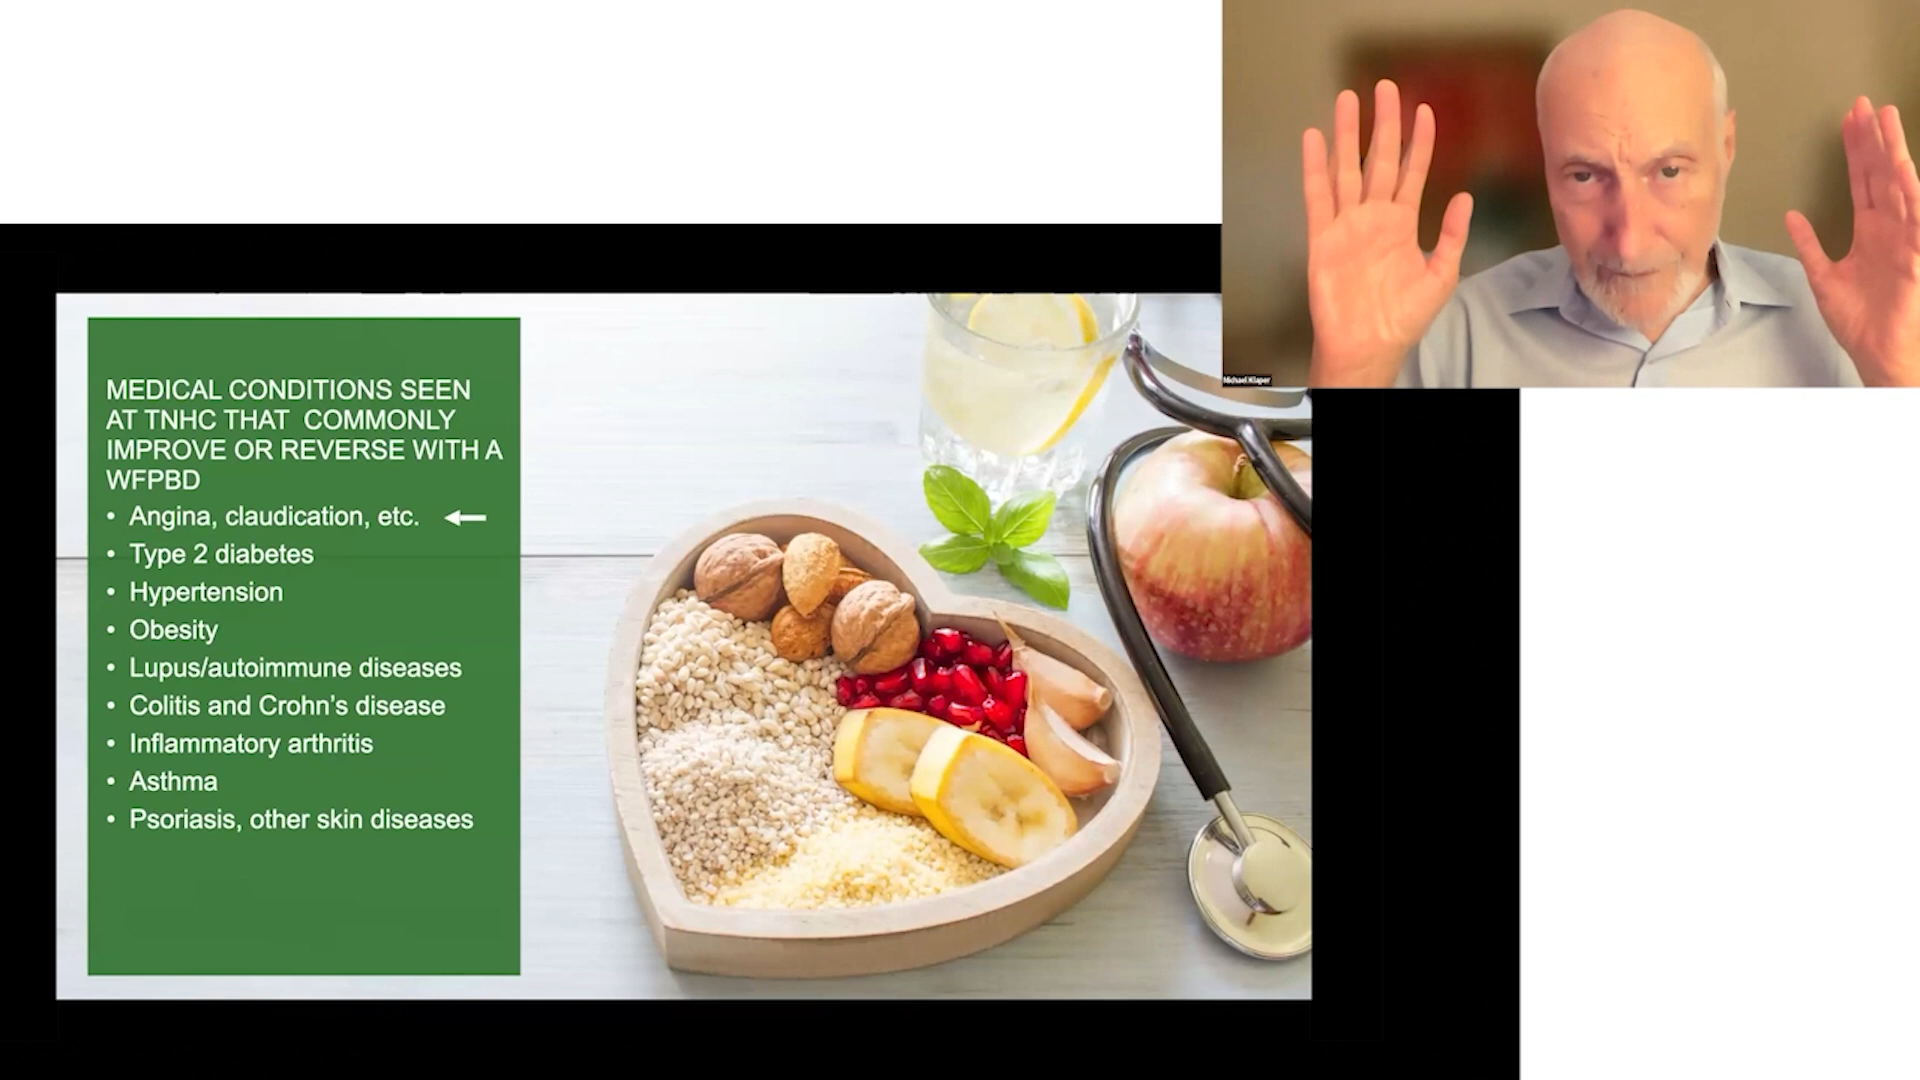 Michael Klaper
MEDICAL CONDITIONS SEEN
AT TNHC THAT COMMONLY
IMPROVE OR REVERSE WITH A
WFPBD
• Angina, claudication, etc.
• Type 2 diabetes
• Hypertension
• Obesity
• Lupus/autoimmune diseases
• Colitis and Crohn's disease
• Inflammatory arthritis
• Asthma
• Psoriasis, other skin diseases